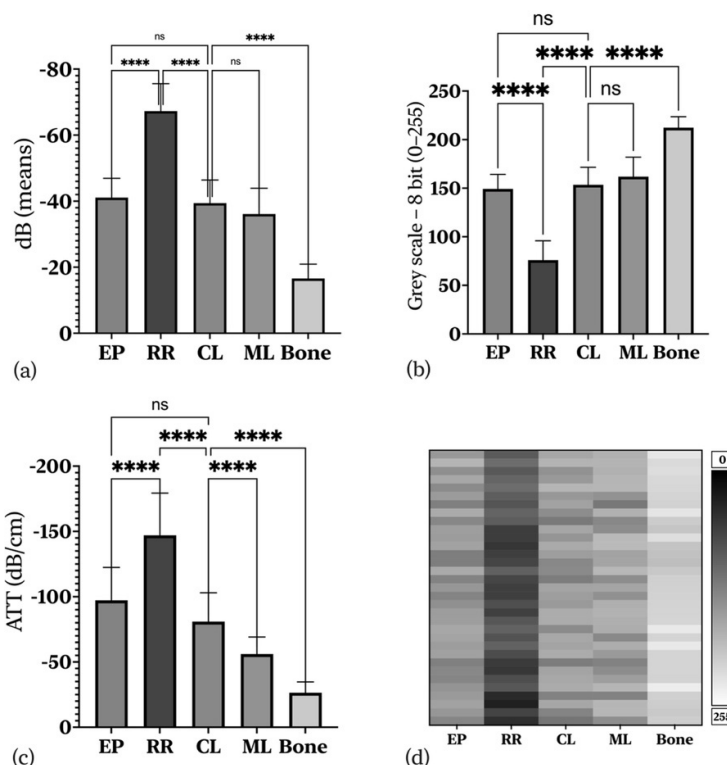 ns
****
**** **** ns
-80
-60
-40
-20
0
dB (means)
EP RR CL ML Bone
(a)
ns
**** ****
**** ns
250
200
150
100
50
0
Grey scale – 8 bit (0–255)
EP RR CL ML Bone
(b)
ns
**** ****
**** ****
-200
-150
-100
-50
0
ATT (dB/cm)
EP RR CL ML Bone
(c)
0
255
EP RR CL ML Bone
(d)